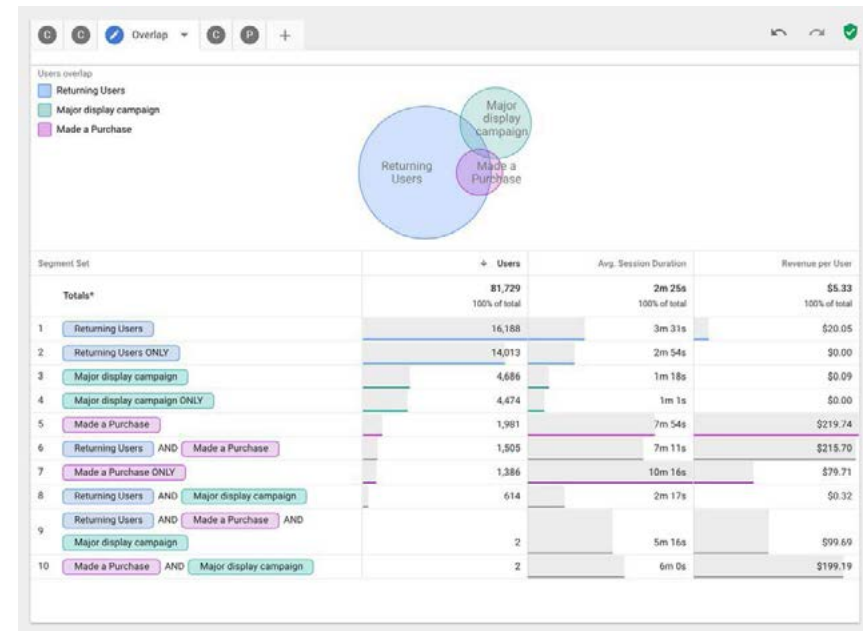 C C Overlap C P +
Users overlap
Returning Users
Major display campaign
Made a Purchase
Major
display
campaign
Returning
Users
Made a
Purchase
Segment Set Users Avg. Session Duration Revenue per User
Totals* 81,729 2m 25s $5.33
100% of total 100% of total 100% of total
1 Returning Users 16,188 3m 31s $20.05
2 Returning Users ONLY 14,013 2m 54s $0.00
3 Major display campaign 4,686 1m 18s $0.09
4 Major display campaign ONLY 4,474 1m 1s $0.00
5 Made a Purchase 1,981 7m 54s $219.74
6 Returning Users AND Made a Purchase 1,505 7m 11s $215.70
7 Made a Purchase ONLY 1,386 10m 16s $79.71
8 Returning Users AND Major display campaign 614 2m 17s $0.32
9 Returning Users AND Made a Purchase AND
Major display campaign 2 5m 16s $99.69
10 Made a Purchase AND Major display campaign 2 6m 0s $199.19